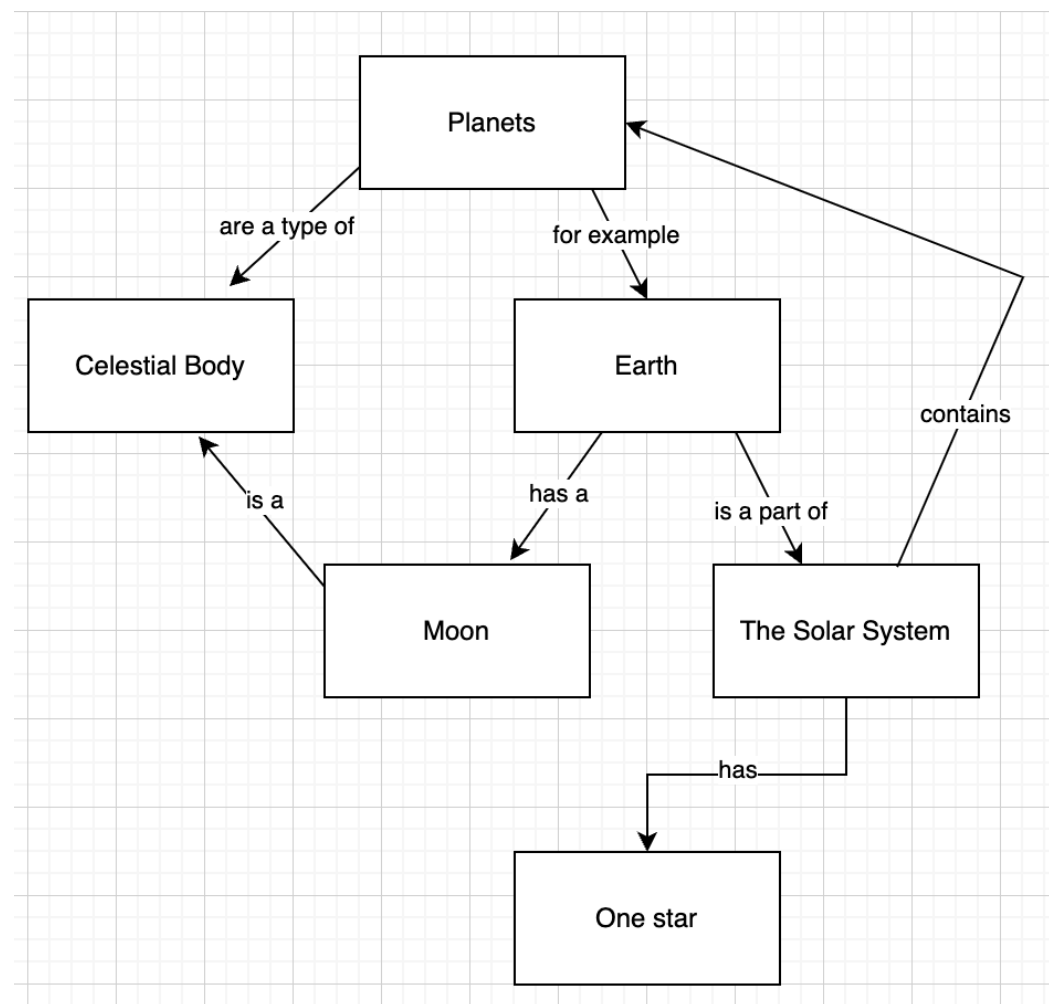 Planets
are a type of
for example
Celestial Body
Earth
contains
is a
has a
is a part of
Moon
The Solar System
has
One star